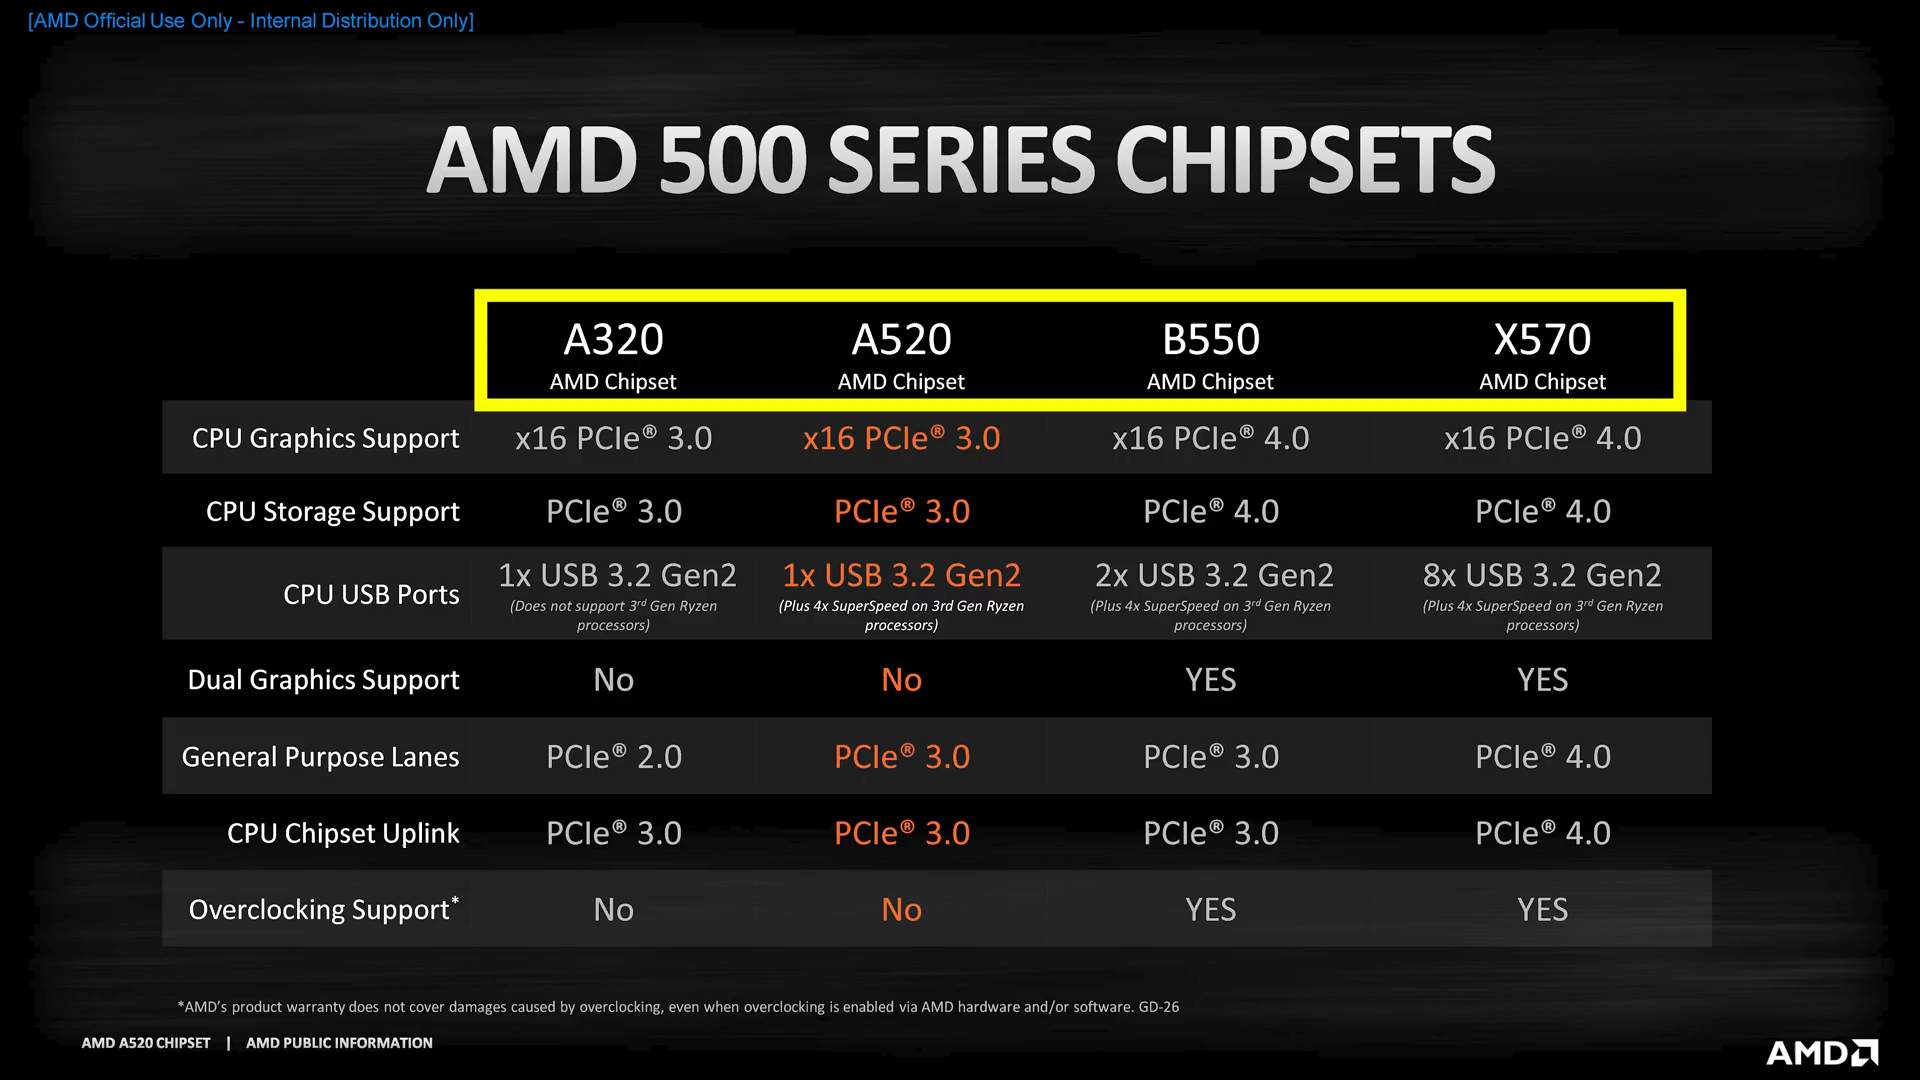 [AMD Official Use Only - Internal Distribution Only]
AMD 500 SERIES CHIPSETS
A320 A520 B550 X570
AMD Chipset AMD Chipset AMD Chipset AMD Chipset
CPU Graphics Support x16 PCIe® 3.0 x16 PCIe® 3.0 x16 PCIe® 4.0 x16 PCIe® 4.0
CPU Storage Support PCIe® 3.0 PCIe® 3.0 PCIe® 4.0 PCIe® 4.0
CPU USB Ports 1x USB 3.2 Gen2 1x USB 3.2 Gen2 2x USB 3.2 Gen2 8x USB 3.2 Gen2
(Does not support 3rd Gen Ryzen (Plus 4x SuperSpeed on 3rd Gen Ryzen (Plus 4x SuperSpeed on 3rd Gen Ryzen (Plus 4x SuperSpeed on 3rd Gen Ryzen
processors) processors) processors) processors)
Dual Graphics Support No No YES YES
General Purpose Lanes PCIe® 2.0 PCIe® 3.0 PCIe® 3.0 PCIe® 4.0
CPU Chipset Uplink PCIe® 3.0 PCIe® 3.0 PCIe® 3.0 PCIe® 4.0
Overclocking Support* No No YES YES
*AMD's product warranty does not cover damages caused by overclocking, even when overclocking is enabled via AMD hardware and/or software. GD-26
AMD A520 CHIPSET | AMD PUBLIC INFORMATION
AMD